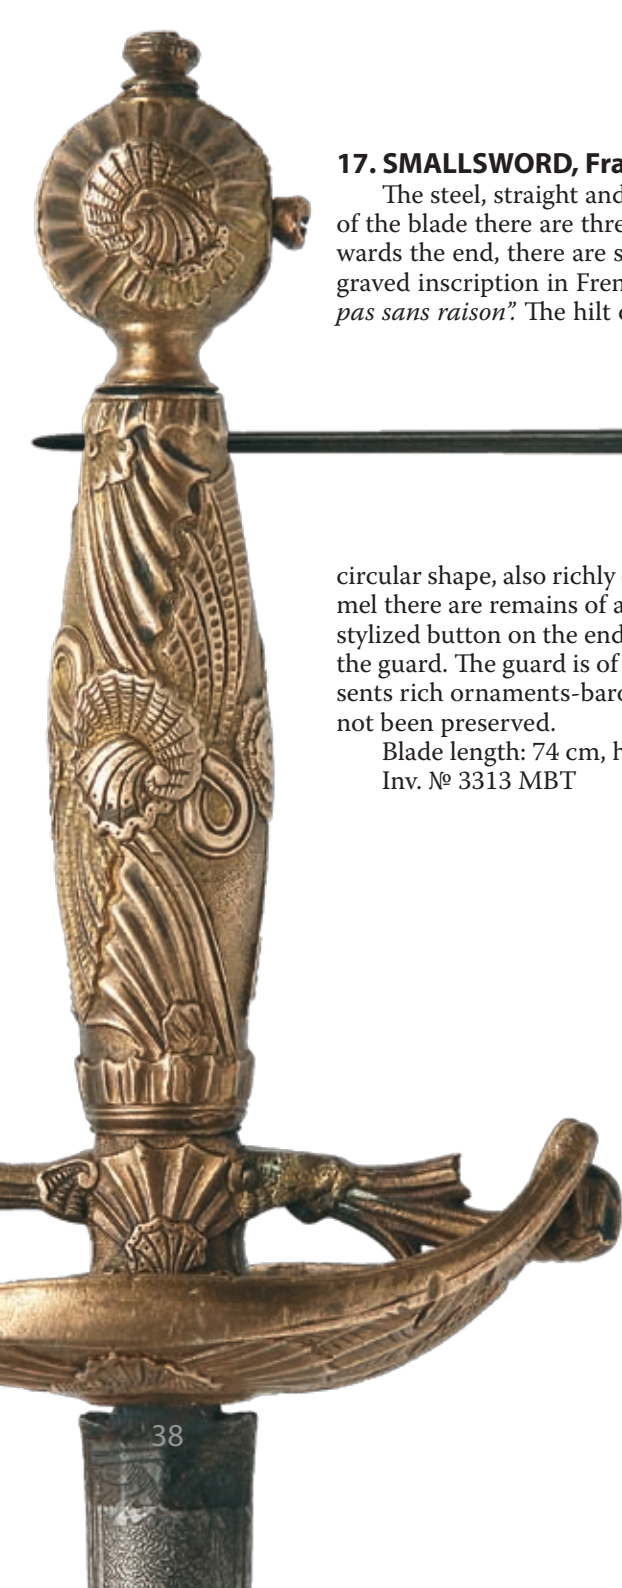 17. SMALLSWORD, Fra
The steel, straight and
of the blade there are thre
wards the end, there are s
graved inscription in Fren
pas sans raison”. The hilt o
circular shape, also richly
mel there are remains of a
stylized button on the end
the guard. The guard is of
sents rich ornaments-baro
not been preserved.
Blade length: 74 cm, h
Inv. № 3313 MBT
38